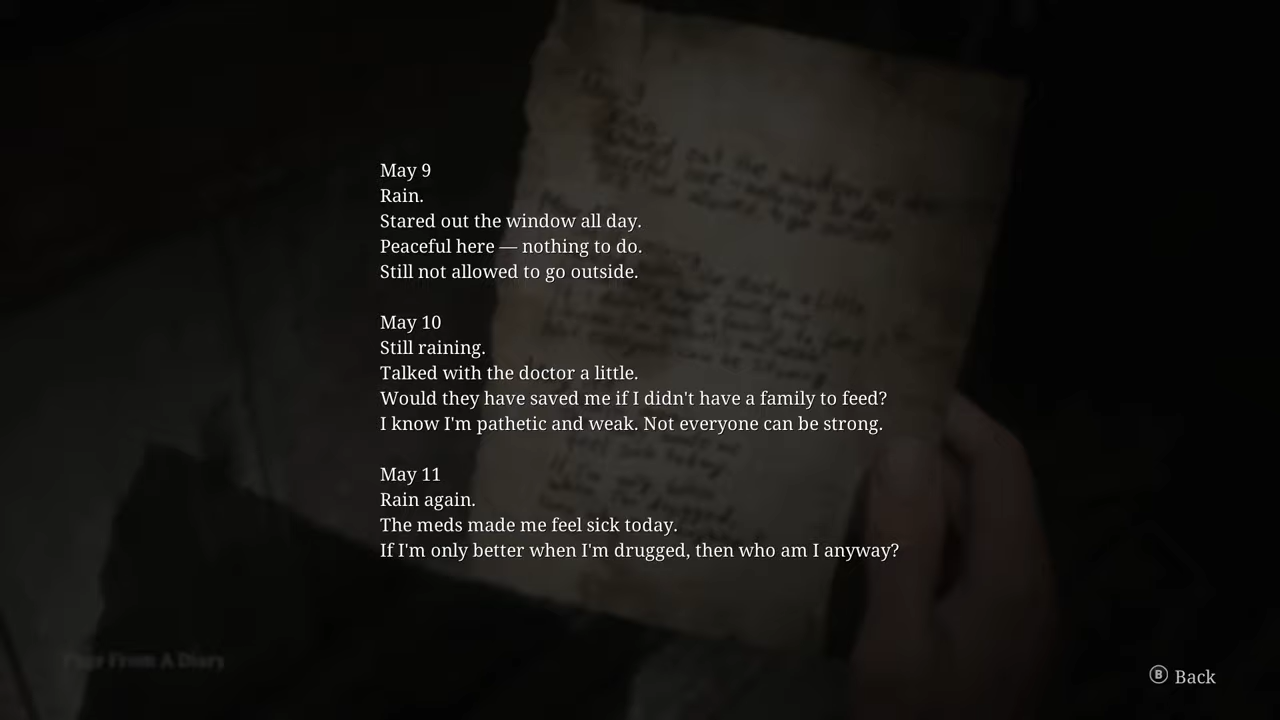 May 9
Rain.
Stared out the window all day.
Peaceful here — nothing to do.
Still not allowed to go outside.
May 10
Still raining.
Talked with the doctor a little.
Would they have saved me if I didn't have a family to feed?
I know I'm pathetic and weak. Not everyone can be strong.
May 11
Rain again.
The meds made me feel sick today.
If I'm only better when I'm drugged, then who am I anyway?
Page From A Diary
B Back